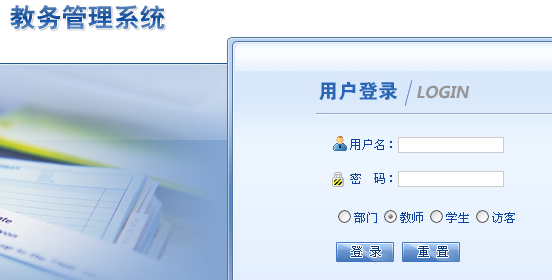 教务管理系统
用户登录 / LOGIN
用户名：
密 码：
部门 教师 学生 访客
登 录 重 置